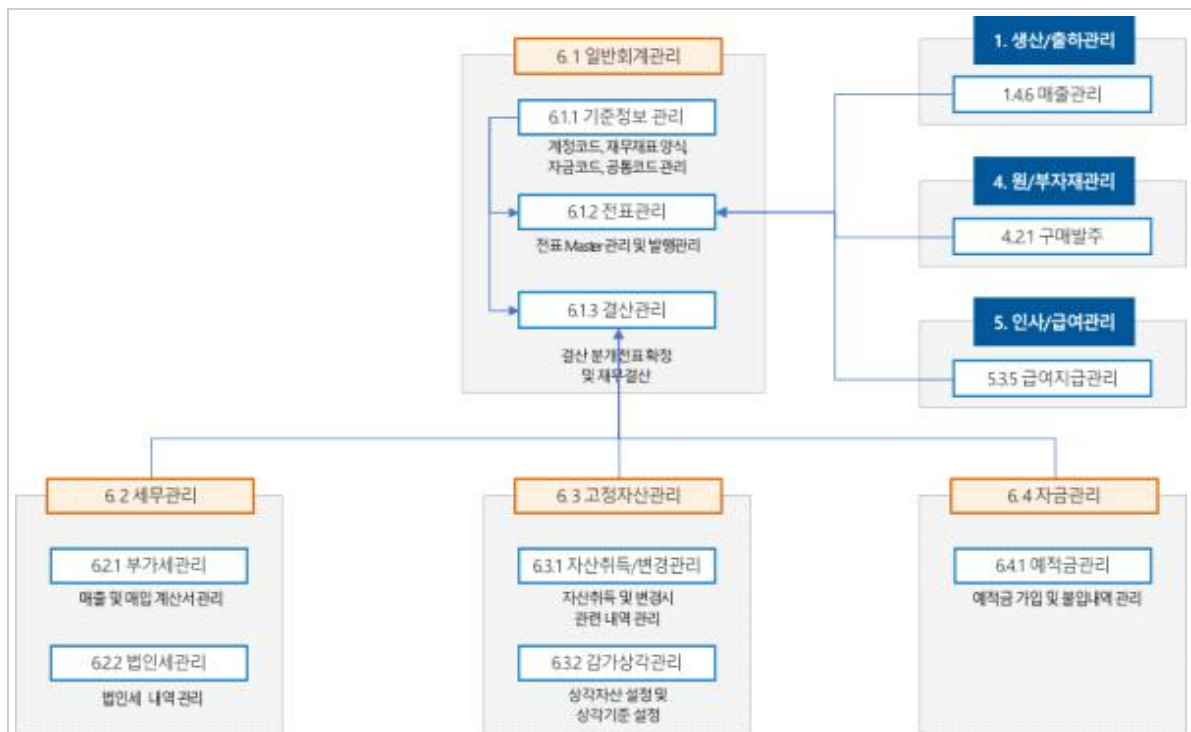 6. 1 일반회계관리
6.1.1 기준정보 관리
계정코드, 재무재표 양식,
자금코드, 공통코드 관리
6.1.2 전표관리
전표 Master 관리 및 발행관리
6.1.3 결산관리
결산 분개전표 확정
및 재무결산
1. 생산/출하관리
1.4.6 매출관리
4. 원/부자재관리
4.2.1 구매발주
5. 인사/급여관리
5.3.5 급여지급관리
6. 2 세무관리
6.2.1 부가세관리
매출 및 매입 계산서 관리
6.2.2 법인세관리
법인세 내역 관리
6. 3 고정자산관리
6.3.1 자산취득/변경관리
자산취득 및 변경시
관련 내역 관리
6.3.2 감가상각관리
상각자산 설정 및
상각기준 설정
6. 4 자금관리
6.4.1 예적금관리
예적금 가입 및 불입내역 관리